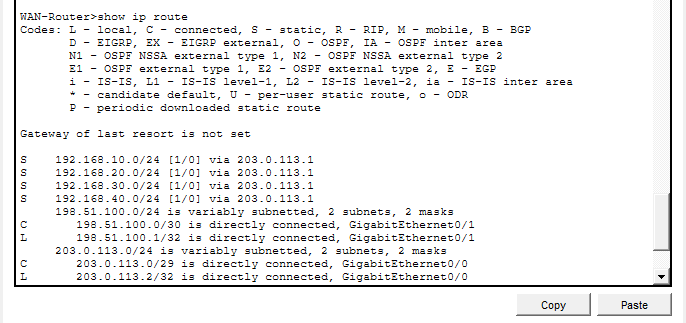 WAN-Router>show ip route
Codes: L - local, C - connected, S - static, R - RIP, M - mobile, B - BGP
D - EIGRP, EX - EIGRP external, O - OSPF, IA - OSPF inter area
N1 - OSPF NSSA external type 1, N2 - OSPF NSSA external type 2
E1 - OSPF external type 1, E2 - OSPF external type 2, E - EGP
i - IS-IS, L1 - IS-IS level-1, L2 - IS-IS level-2, ia - IS-IS inter area
* - candidate default, U - per-user static route, o - ODR
P - periodic downloaded static route
Gateway of last resort is not set
S 192.168.10.0/24 [1/0] via 203.0.113.1
S 192.168.20.0/24 [1/0] via 203.0.113.1
S 192.168.30.0/24 [1/0] via 203.0.113.1
S 192.168.40.0/24 [1/0] via 203.0.113.1
198.51.100.0/24 is variably subnetted, 2 subnets, 2 masks
C 198.51.100.0/30 is directly connected, GigabitEthernet0/1
L 198.51.100.1/32 is directly connected, GigabitEthernet0/1
203.0.113.0/24 is variably subnetted, 2 subnets, 2 masks
C 203.0.113.0/29 is directly connected, GigabitEthernet0/0
L 203.0.113.2/32 is directly connected, GigabitEthernet0/0
Copy Paste